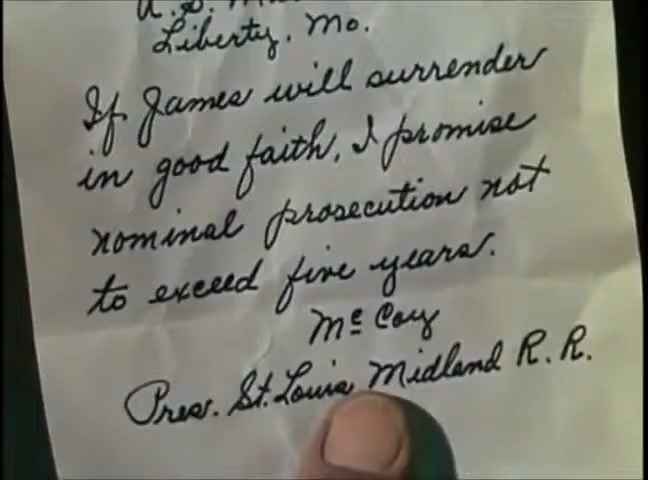 Liberty, Mo.
If James will surrender
in good faith, I promise
nominal prosecution not
to exceed five years.
McCoy
Pres. St. Louis Midland R. R.